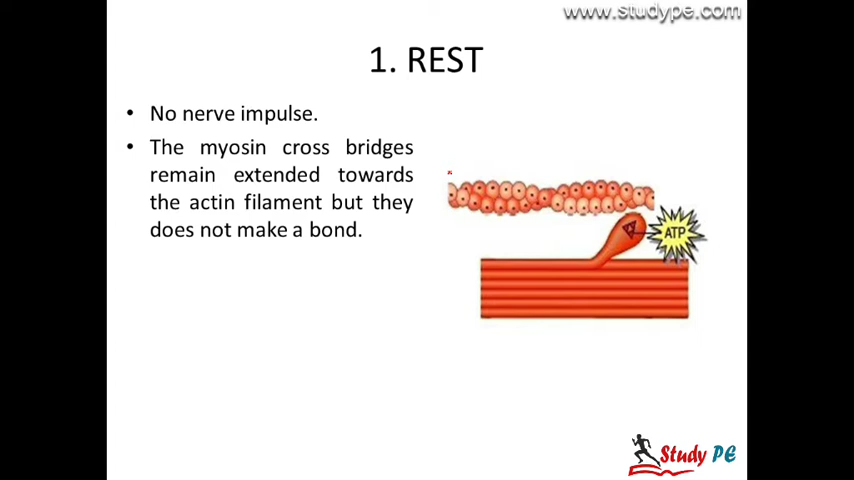 www.studype.com
1. REST
• No nerve impulse.
• The myosin cross bridges
remain extended towards
the actin filament but they
does not make a bond.
ATP
Study PE